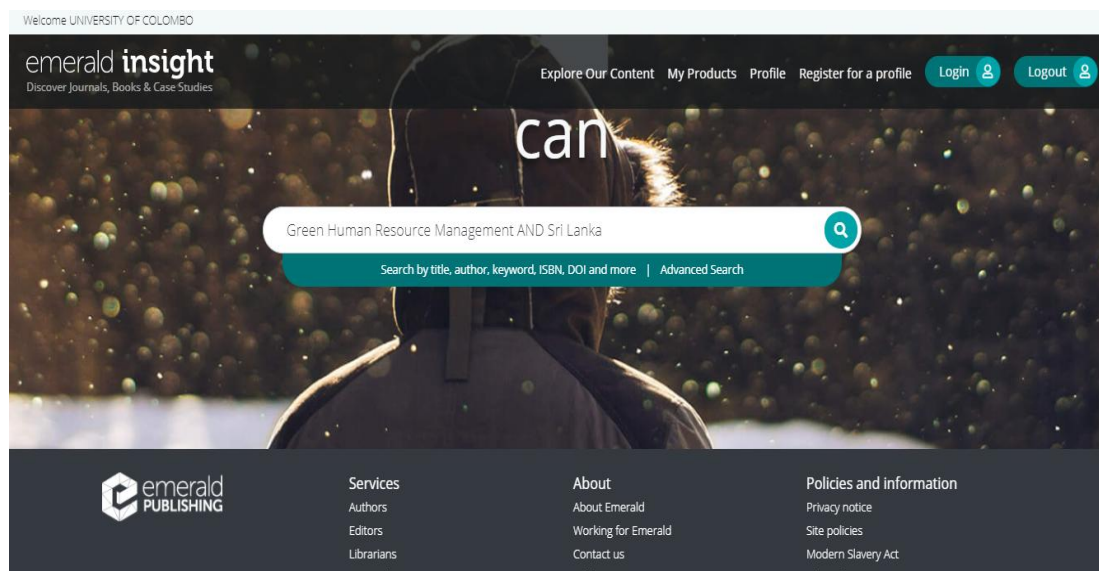 Welcome UNIVERSITY OF COLOMBO
emerald insight
Discover Journals, Books & Case Studies
Explore Our Content My Products Profile Register for a profile Login Logout
can
Green Human Resource Management AND Sri Lanka
Search by title, author, keyword, ISBN, DOI and more | Advanced Search
emerald PUBLISHING
Services
Authors
Editors
Librarians
About
About Emerald
Working for Emerald
Contact us
Policies and information
Privacy notice
Site policies
Modern Slavery Act